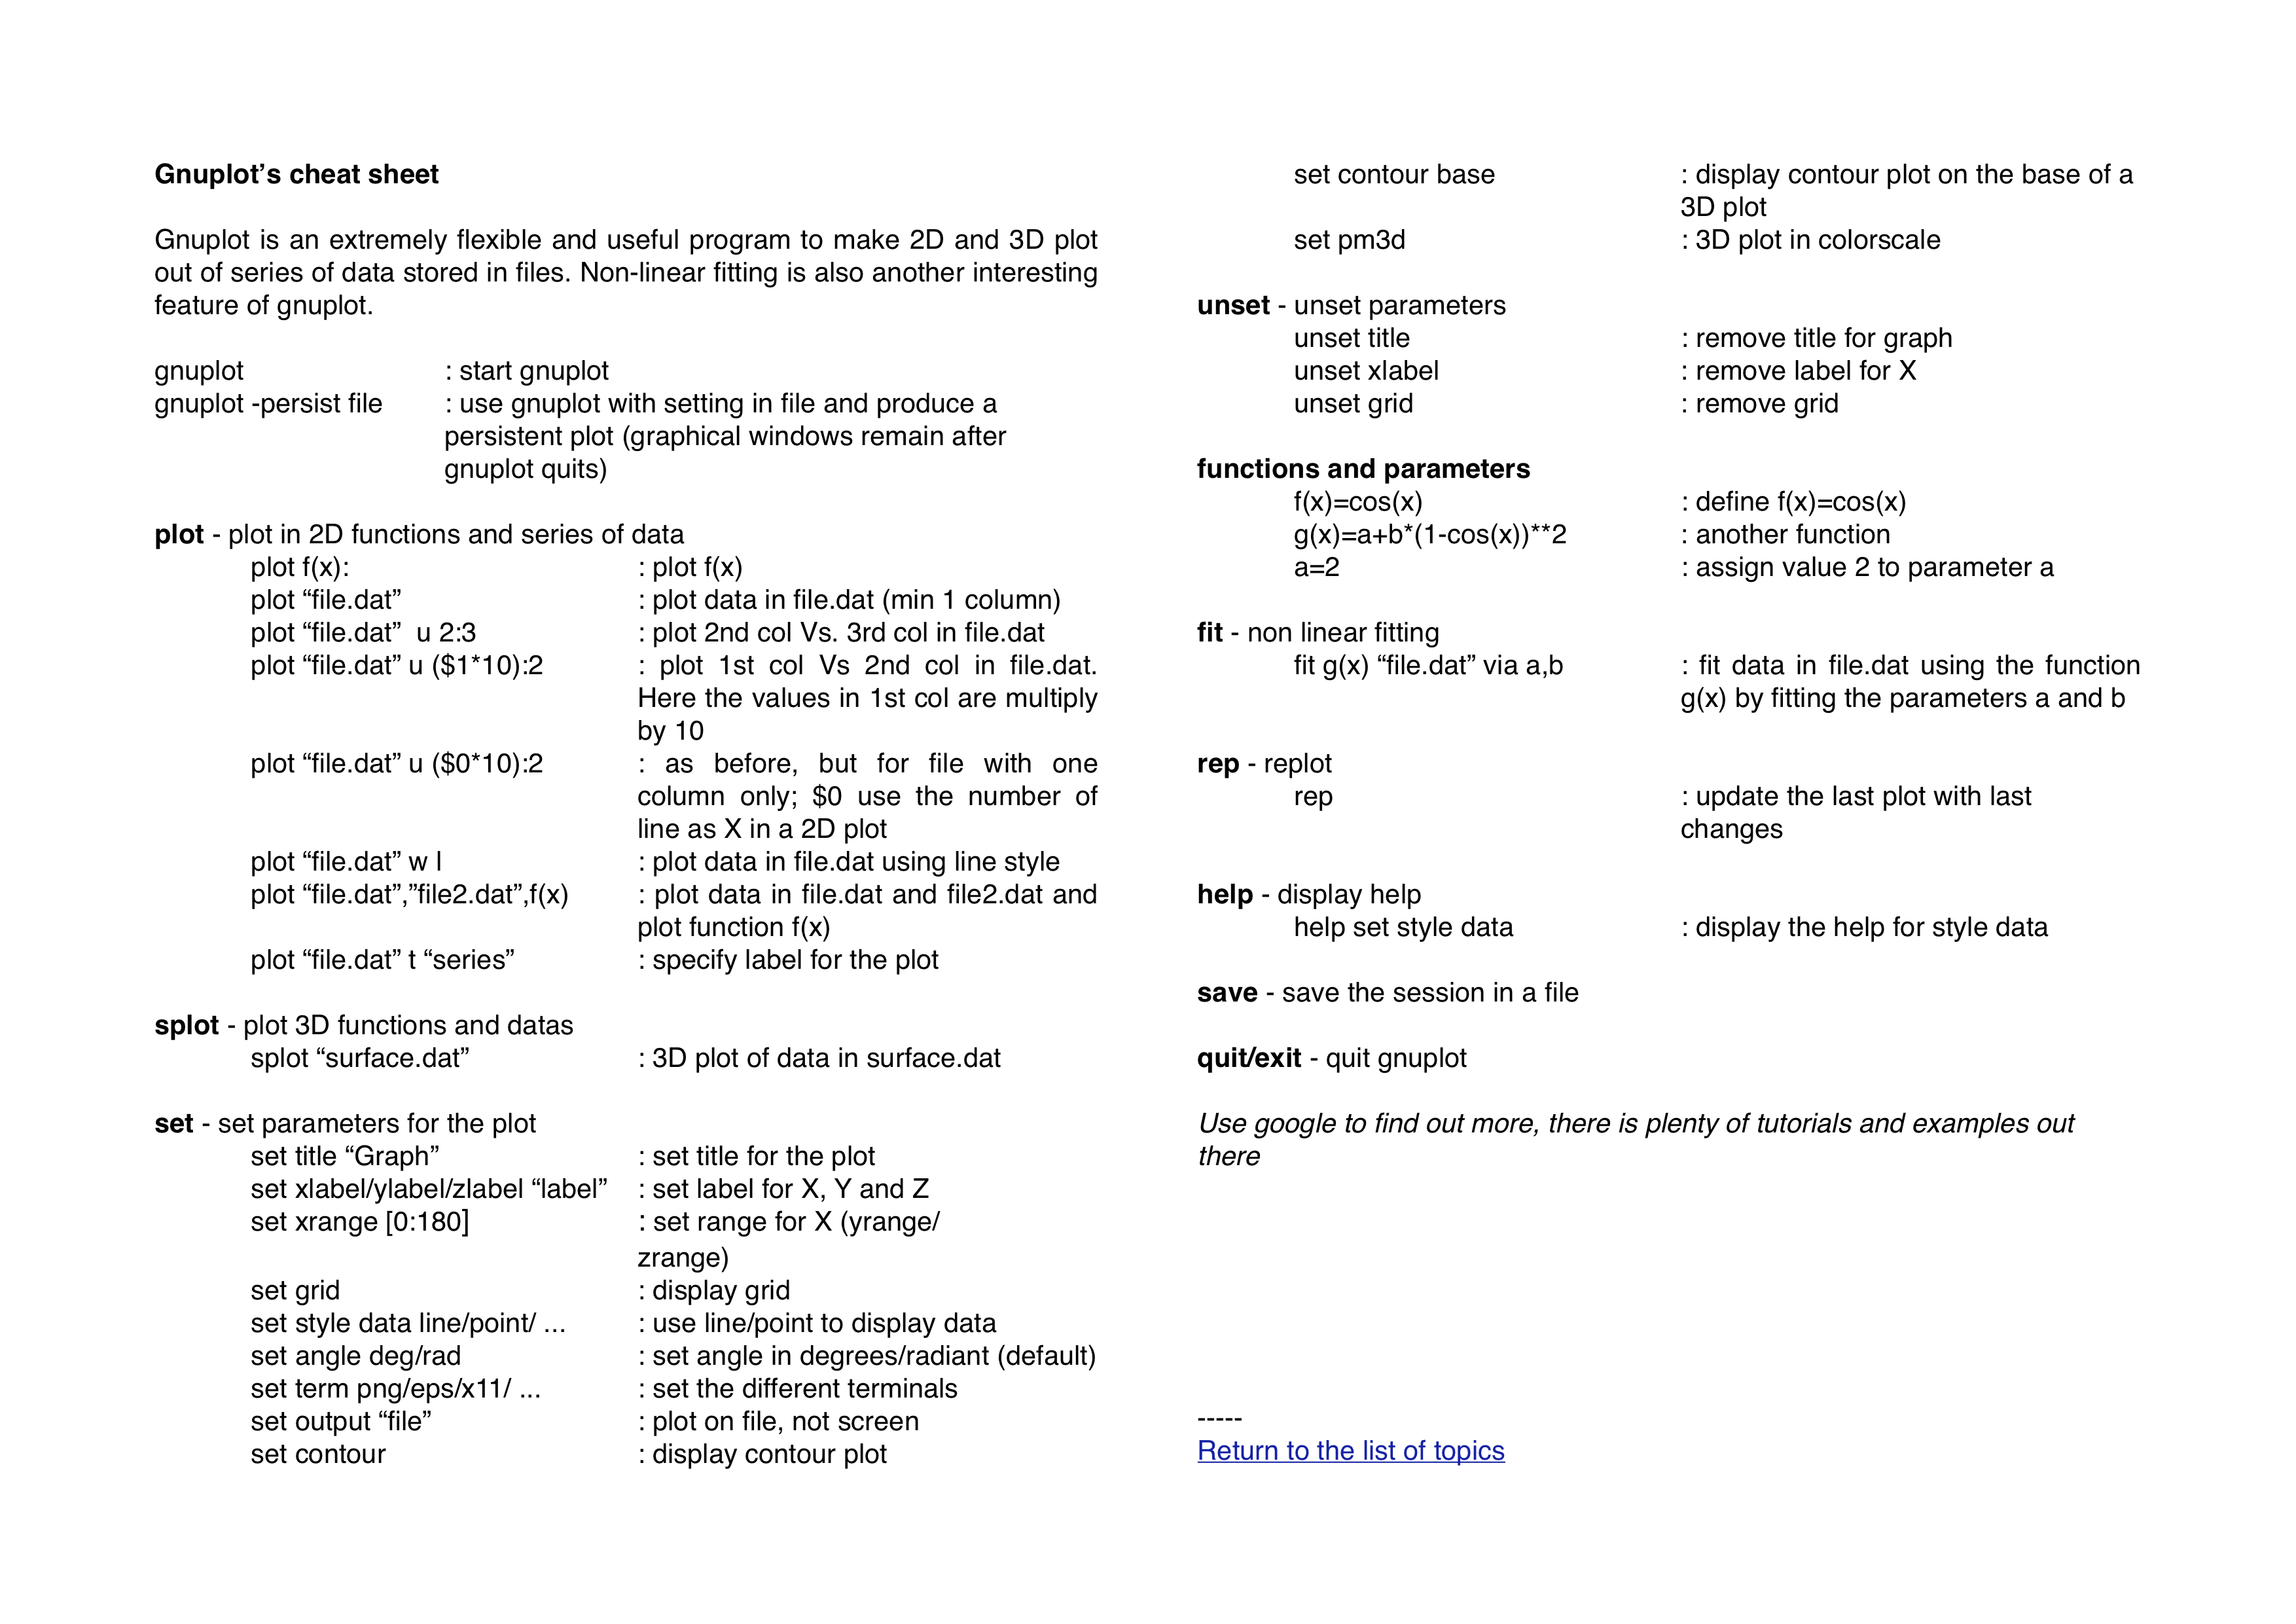 Gnuplot’s cheat sheet
Gnuplot is an extremely flexible and useful program to make 2D and 3D plot
out of series of data stored in files. Non-linear fitting is also another interesting
feature of gnuplot.
gnuplot : start gnuplot
gnuplot -persist file : use gnuplot with setting in file and produce a
persistent plot (graphical windows remain after
gnuplot quits)
plot - plot in 2D functions and series of data
plot f(x): : plot f(x)
plot “file.dat” : plot data in file.dat (min 1 column)
plot “file.dat”  u 2:3 : plot 2nd col Vs. 3rd col in file.dat
plot “file.dat” u ($1*10):2 : plot 1st col Vs 2nd col in file.dat.
Here the values in 1st col are multiply
by 10
plot “file.dat” u ($0*10):2 : as before, but for file with one
column only; $0 use the number of
line as X in a 2D plot
plot “file.dat” w l : plot data in file.dat using line style
plot “file.dat”,”file2.dat”,f(x) : plot data in file.dat and file2.dat and
plot function f(x)
plot “file.dat” t “series” : specify label for the plot
splot - plot 3D functions and datas
splot “surface.dat” : 3D plot of data in surface.dat
set - set parameters for the plot
set title “Graph” : set title for the plot
set xlabel/ylabel/zlabel “label” : set label for X, Y and Z
set xrange [0:180] : set range for X (yrange/
zrange)
set grid : display grid
set style data line/point/ ... : use line/point to display data
set angle deg/rad : set angle in degrees/radiant (default)
set term png/eps/x11/ ... : set the different terminals
set output “file” : plot on file, not screen
set contour : display contour plot
set contour base : display contour plot on the base of a
3D plot
set pm3d : 3D plot in colorscale
unset - unset parameters
unset title : remove title for graph
unset xlabel : remove label for X
unset grid : remove grid
functions and parameters
f(x)=cos(x) : define f(x)=cos(x)
g(x)=a+b*(1-cos(x))**2 : another function
a=2 : assign value 2 to parameter a
fit - non linear fitting
fit g(x) “file.dat” via a,b : fit data in file.dat using the function
g(x) by fitting the parameters a and b
rep - replot
rep : update the last plot with last
changes
help - display help
help set style data : display the help for style data
save - save the session in a file
quit/exit - quit gnuplot
Use google to find out more, there is plenty of tutorials and examples out
there
-----
Return to the list of topics